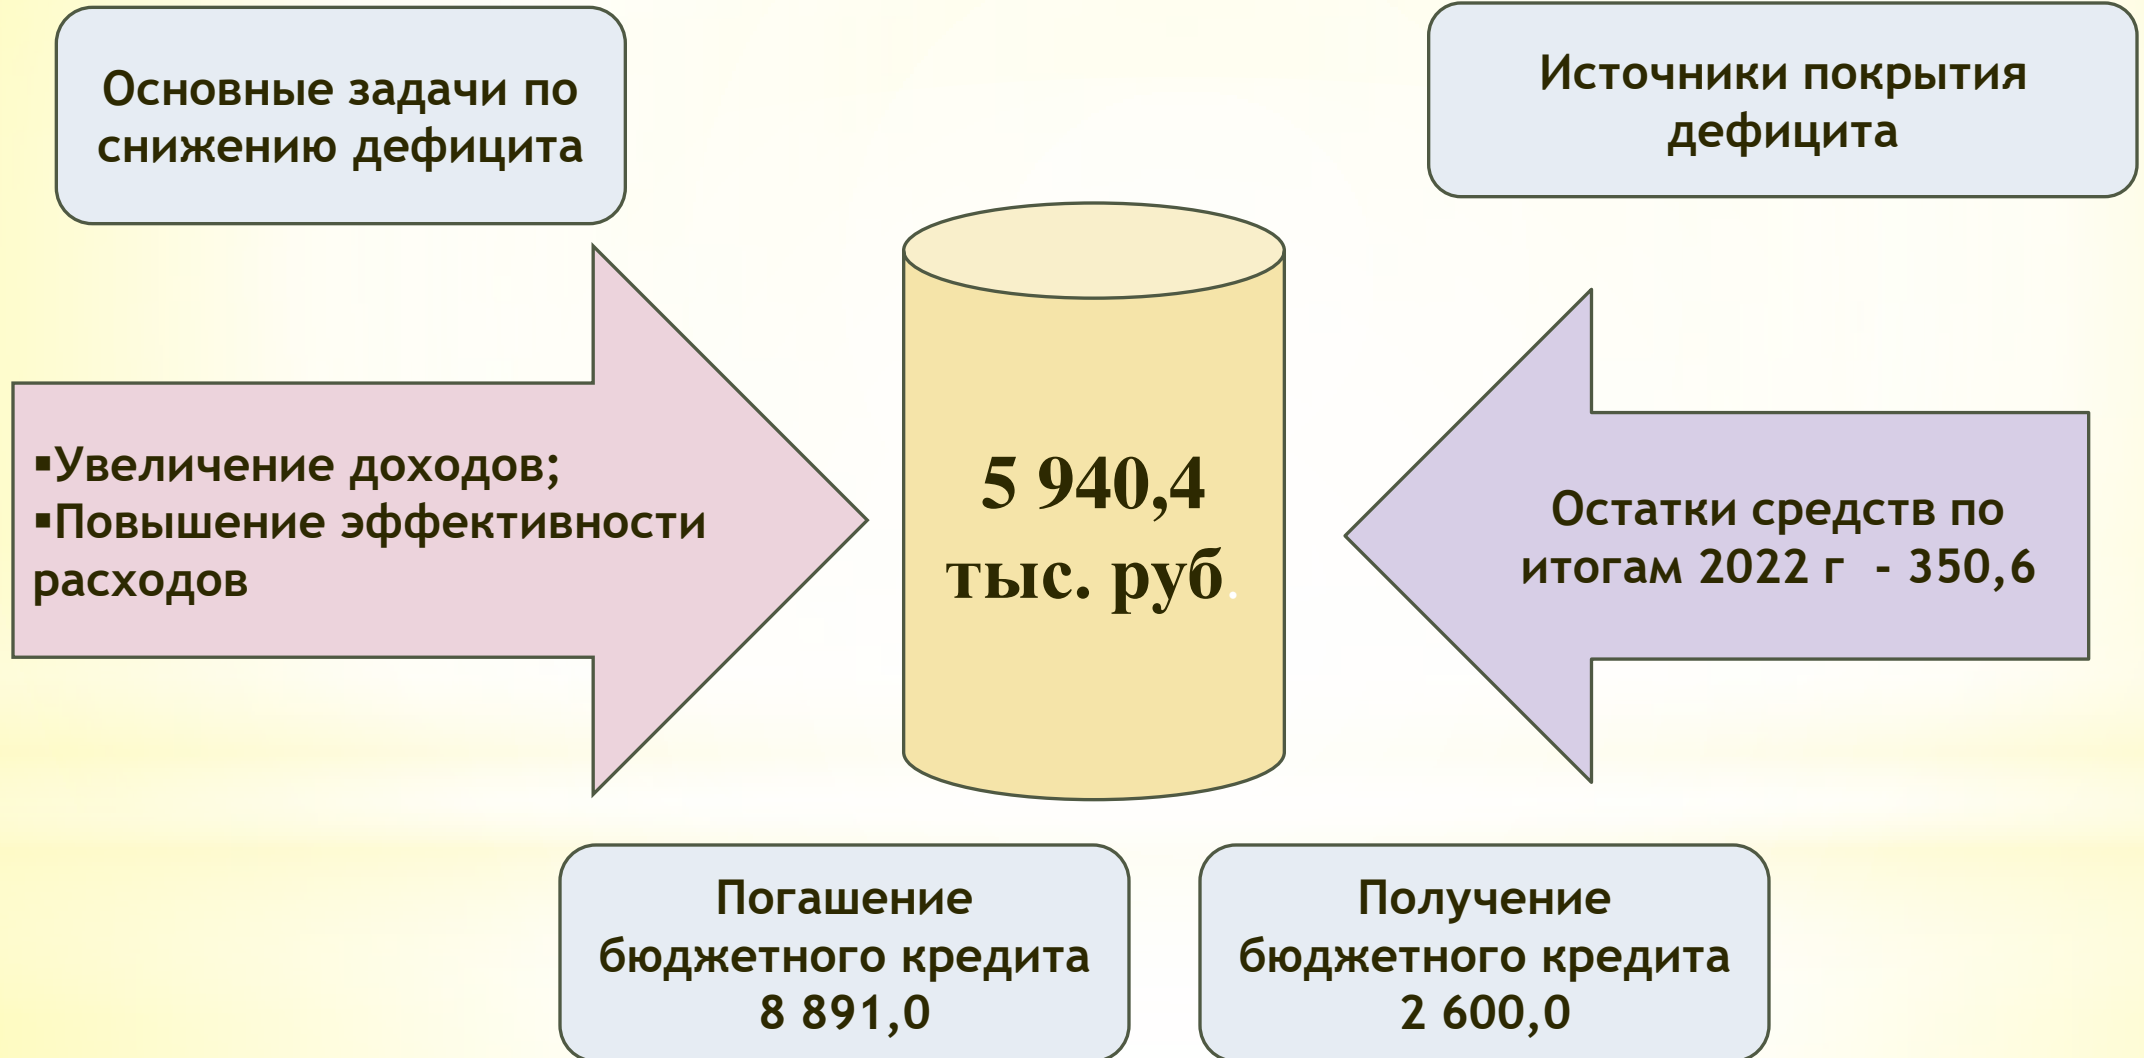 Основные задачи по
снижению дефицита
Источники покрытия
дефицита
▪Увеличение доходов;
▪Повышение эффективности
расходов
5 940,4
тыс. руб.
Остатки средств по
итогам 2022 г - 350,6
Погашение
бюджетного кредита
8 891,0
Получение
бюджетного кредита
2 600,0